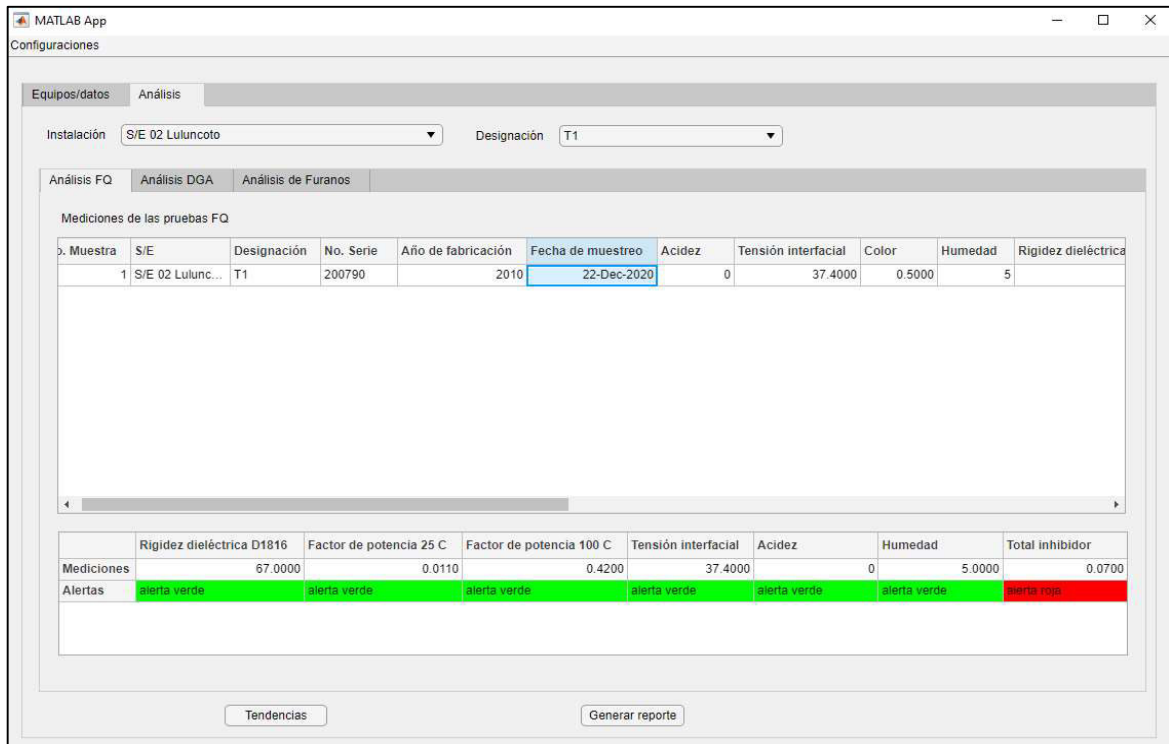 MATLAB App
Configuraciones
Equipos/datos Análisis
Instalación S/E 02 Luluncoto Designación T1
Análisis FQ Análisis DGA Análisis de Furanos
Mediciones de las pruebas FQ
o. Muestra S/E Designación No. Serie Año de fabricación Fecha de muestreo Acidez Tensión interfacial Color Humedad Rigidez dieléctrica
1 S/E 02 Lulunc... T1 200790 2010 22-Dec-2020 0 37.4000 0.5000 5
Rigidez dieléctrica D1816 Factor de potencia 25 C Factor de potencia 100 C Tensión interfacial Acidez Humedad Total inhibidor
Mediciones 67.0000 0.0110 0.4200 37.4000 0 5.0000 0.0700
Alertas alerta verde alerta verde alerta verde alerta verde alerta verde alerta verde alerta roja
Tendencias Generar reporte